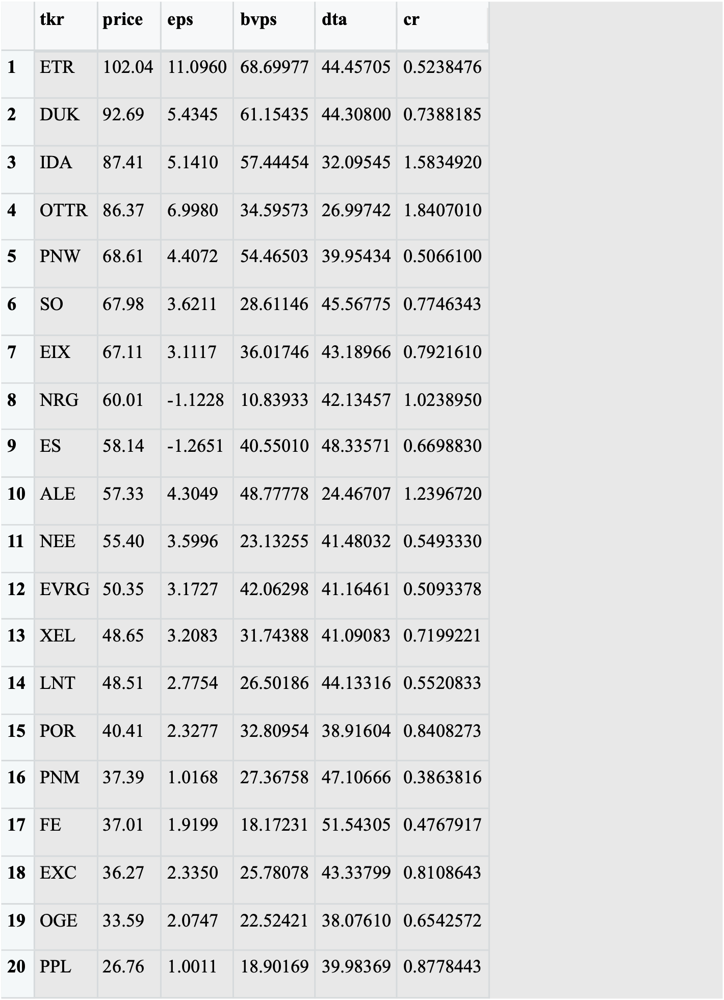 tkr price eps bvps dta cr
1 ETR 102.04 11.0960 68.69977 44.45705 0.5238476
2 DUK 92.69 5.4345 61.15435 44.30800 0.7388185
3 IDA 87.41 5.1410 57.44454 32.09545 1.5834920
4 OTTR 86.37 6.9980 34.59573 26.99742 1.8407010
5 PNW 68.61 4.4072 54.46503 39.95434 0.5066100
6 SO 67.98 3.6211 28.61146 45.56775 0.7746343
7 EIX 67.11 3.1117 36.01746 43.18966 0.7921610
8 NRG 60.01 -1.1228 10.83933 42.13457 1.0238950
9 ES 58.14 -1.2651 40.55010 48.33571 0.6698830
10 ALE 57.33 4.3049 48.77778 24.46707 1.2396720
11 NEE 55.40 3.5996 23.13255 41.48032 0.5493330
12 EVRG 50.35 3.1727 42.06298 41.16461 0.5093378
13 XEL 48.65 3.2083 31.74388 41.09083 0.7199221
14 LNT 48.51 2.7754 26.50186 44.13316 0.5520833
15 POR 40.41 2.3277 32.80954 38.91604 0.8408273
16 PNM 37.39 1.0168 27.36758 47.10666 0.3863816
17 FE 37.01 1.9199 18.17231 51.54305 0.4767917
18 EXC 36.27 2.3350 25.78078 43.33799 0.8108643
19 OGE 33.59 2.0747 22.52421 38.07610 0.6542572
20 PPL 26.76 1.0011 18.90169 39.98369 0.8778443